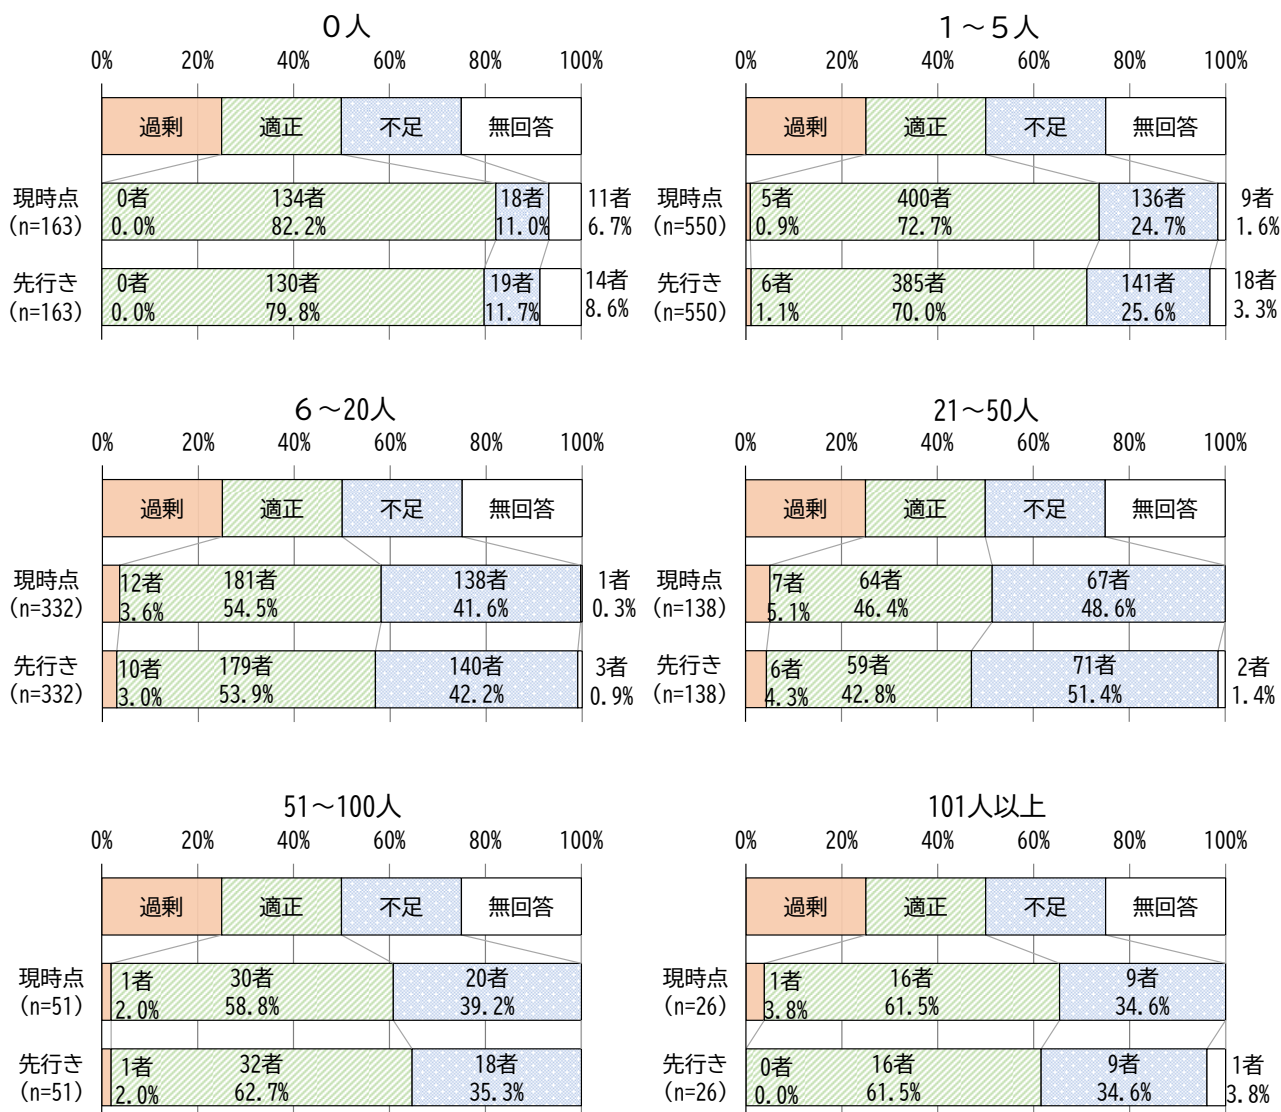 ０人
0% 20% 40% 60% 80% 100%
過剰 適正 不足 無回答
現時点 0者 134者 18者 11者
(n=163) 0.0% 82.2% 11.0% 6.7%
先行き 0者 130者 19者 14者
(n=163) 0.0% 79.8% 11.7% 8.6%
１～５人
0% 20% 40% 60% 80% 100%
過剰 適正 不足 無回答
現時点 5者 400者 136者 9者
(n=550) 0.9% 72.7% 24.7% 1.6%
先行き 6者 385者 141者 18者
(n=550) 1.1% 70.0% 25.6% 3.3%
６～20人
0% 20% 40% 60% 80% 100%
過剰 適正 不足 無回答
現時点 12者 181者 138者 1者
(n=332) 3.6% 54.5% 41.6% 0.3%
先行き 10者 179者 140者 3者
(n=332) 3.0% 53.9% 42.2% 0.9%
21～50人
0% 20% 40% 60% 80% 100%
過剰 適正 不足 無回答
現時点 7者 64者 67者
(n=138) 5.1% 46.4% 48.6%
先行き 6者 59者 71者 2者
(n=138) 4.3% 42.8% 51.4% 1.4%
51～100人
0% 20% 40% 60% 80% 100%
過剰 適正 不足 無回答
現時点 1者 30者 20者
(n=51) 2.0% 58.8% 39.2%
先行き 1者 32者 18者
(n=51) 2.0% 62.7% 35.3%
101人以上
0% 20% 40% 60% 80% 100%
過剰 適正 不足 無回答
現時点 1者 16者 9者
(n=26) 3.8% 61.5% 34.6%
先行き 0者 16者 9者 1者
(n=26) 0.0% 61.5% 34.6% 3.8%